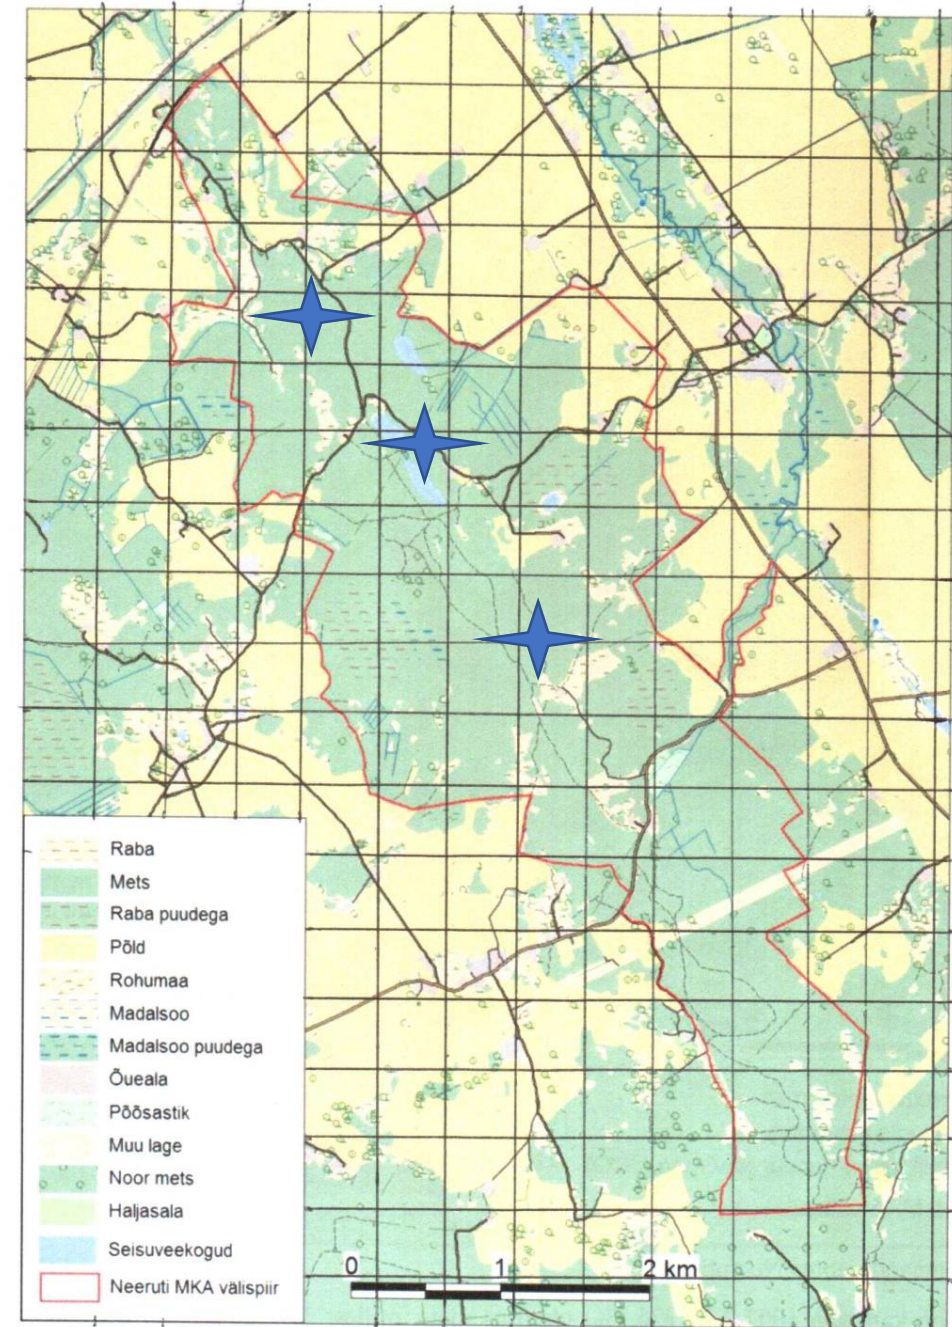 Raba
Mets
Raba puudega
Põld
Rohumaa
Madalsoo
Madalsoo puudega
Õueala
Põõsastik
Muu lage
Noor mets
Haljasala
Seisuveekogud
Neeruti MKA välispiir
0 1 2 km